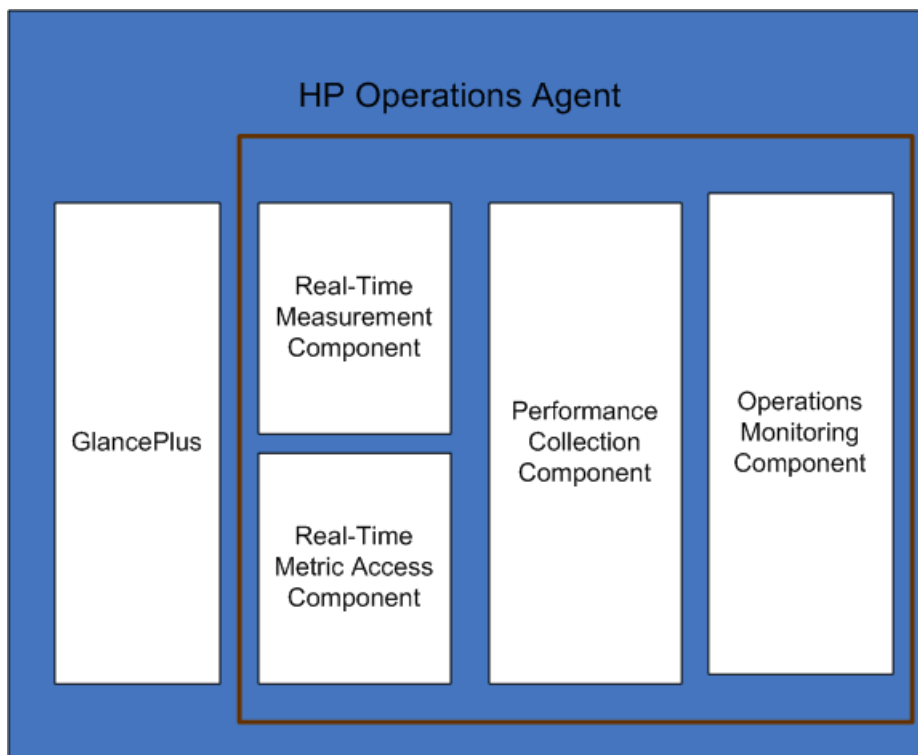 HP Operations Agent
GlancePlus
Real-Time
Measurement
Component
Real-Time
Metric Access
Component
Performance
Collection
Component
Operations
Monitoring
Component